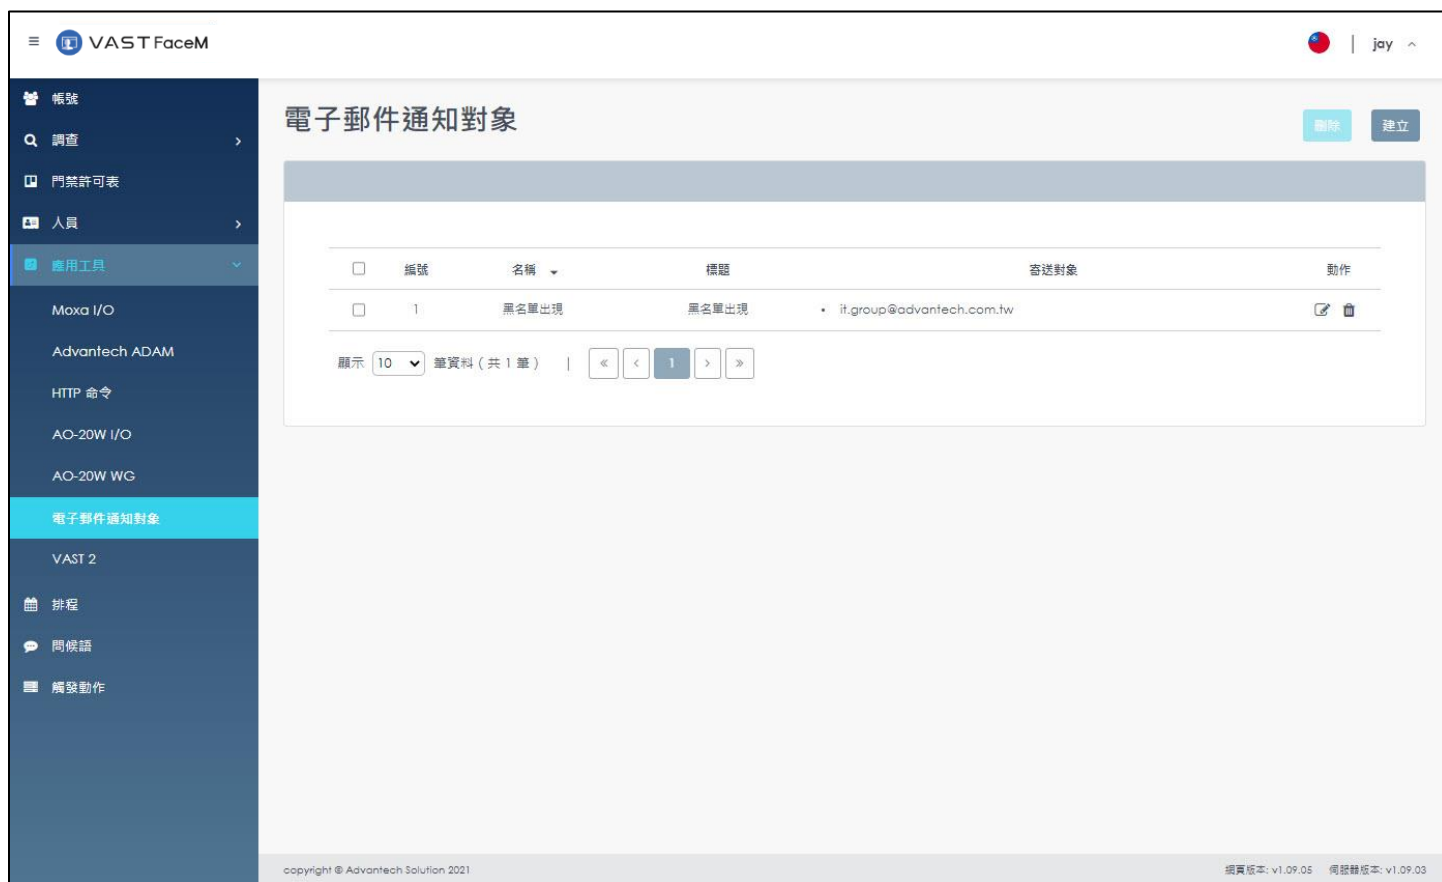 VAST FaceM
jay
帳號
調查
門禁許可表
人員
應用工具
Moxa I/O
Advantech ADAM
HTTP 命令
AO-20W I/O
AO-20W WG
電子郵件通知對象
VAST 2
排程
問候語
觸發動作
電子郵件通知對象
刪除 建立
編號 名稱 標題 寄送對象 動作
1 黑名單出現 黑名單出現 • it.group@advantech.com.tw
顯示 10 筆資料 ( 共 1 筆 ) | « ‹ 1 › »
copyright © Advantech Solution 2021
網頁版本: v1.09.05 伺服器版本: v1.09.03